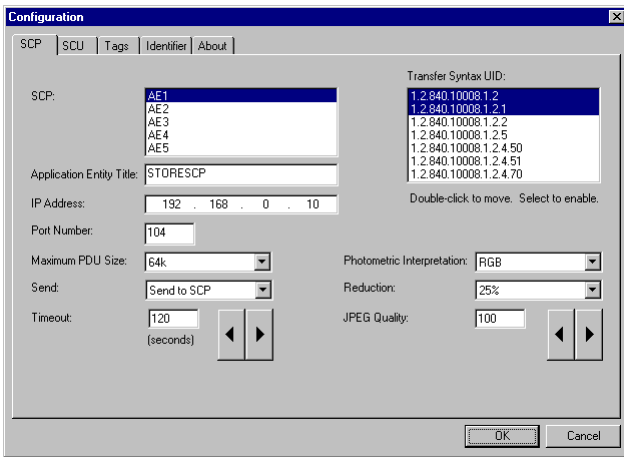 Configuration
SCP SCU Tags Identifier About
SCP:
AE1
AE2
AE3
AE4
AE5
Transfer Syntax UID:
1.2.840.10008.1.2
1.2.840.10008.1.2.1
1.2.840.10008.1.2.2
1.2.840.10008.1.2.5
1.2.840.10008.1.2.4.50
1.2.840.10008.1.2.4.51
1.2.840.10008.1.2.4.70
Double-click to move. Select to enable.
Application Entity Title: STORESCP
IP Address: 192 . 168 . 0 . 10
Port Number: 104
Maximum PDU Size: 64k
Photometric Interpretation: RGB
Send: Send to SCP
Reduction: 25%
Timeout: 120
(seconds)
JPEG Quality: 100
OK Cancel